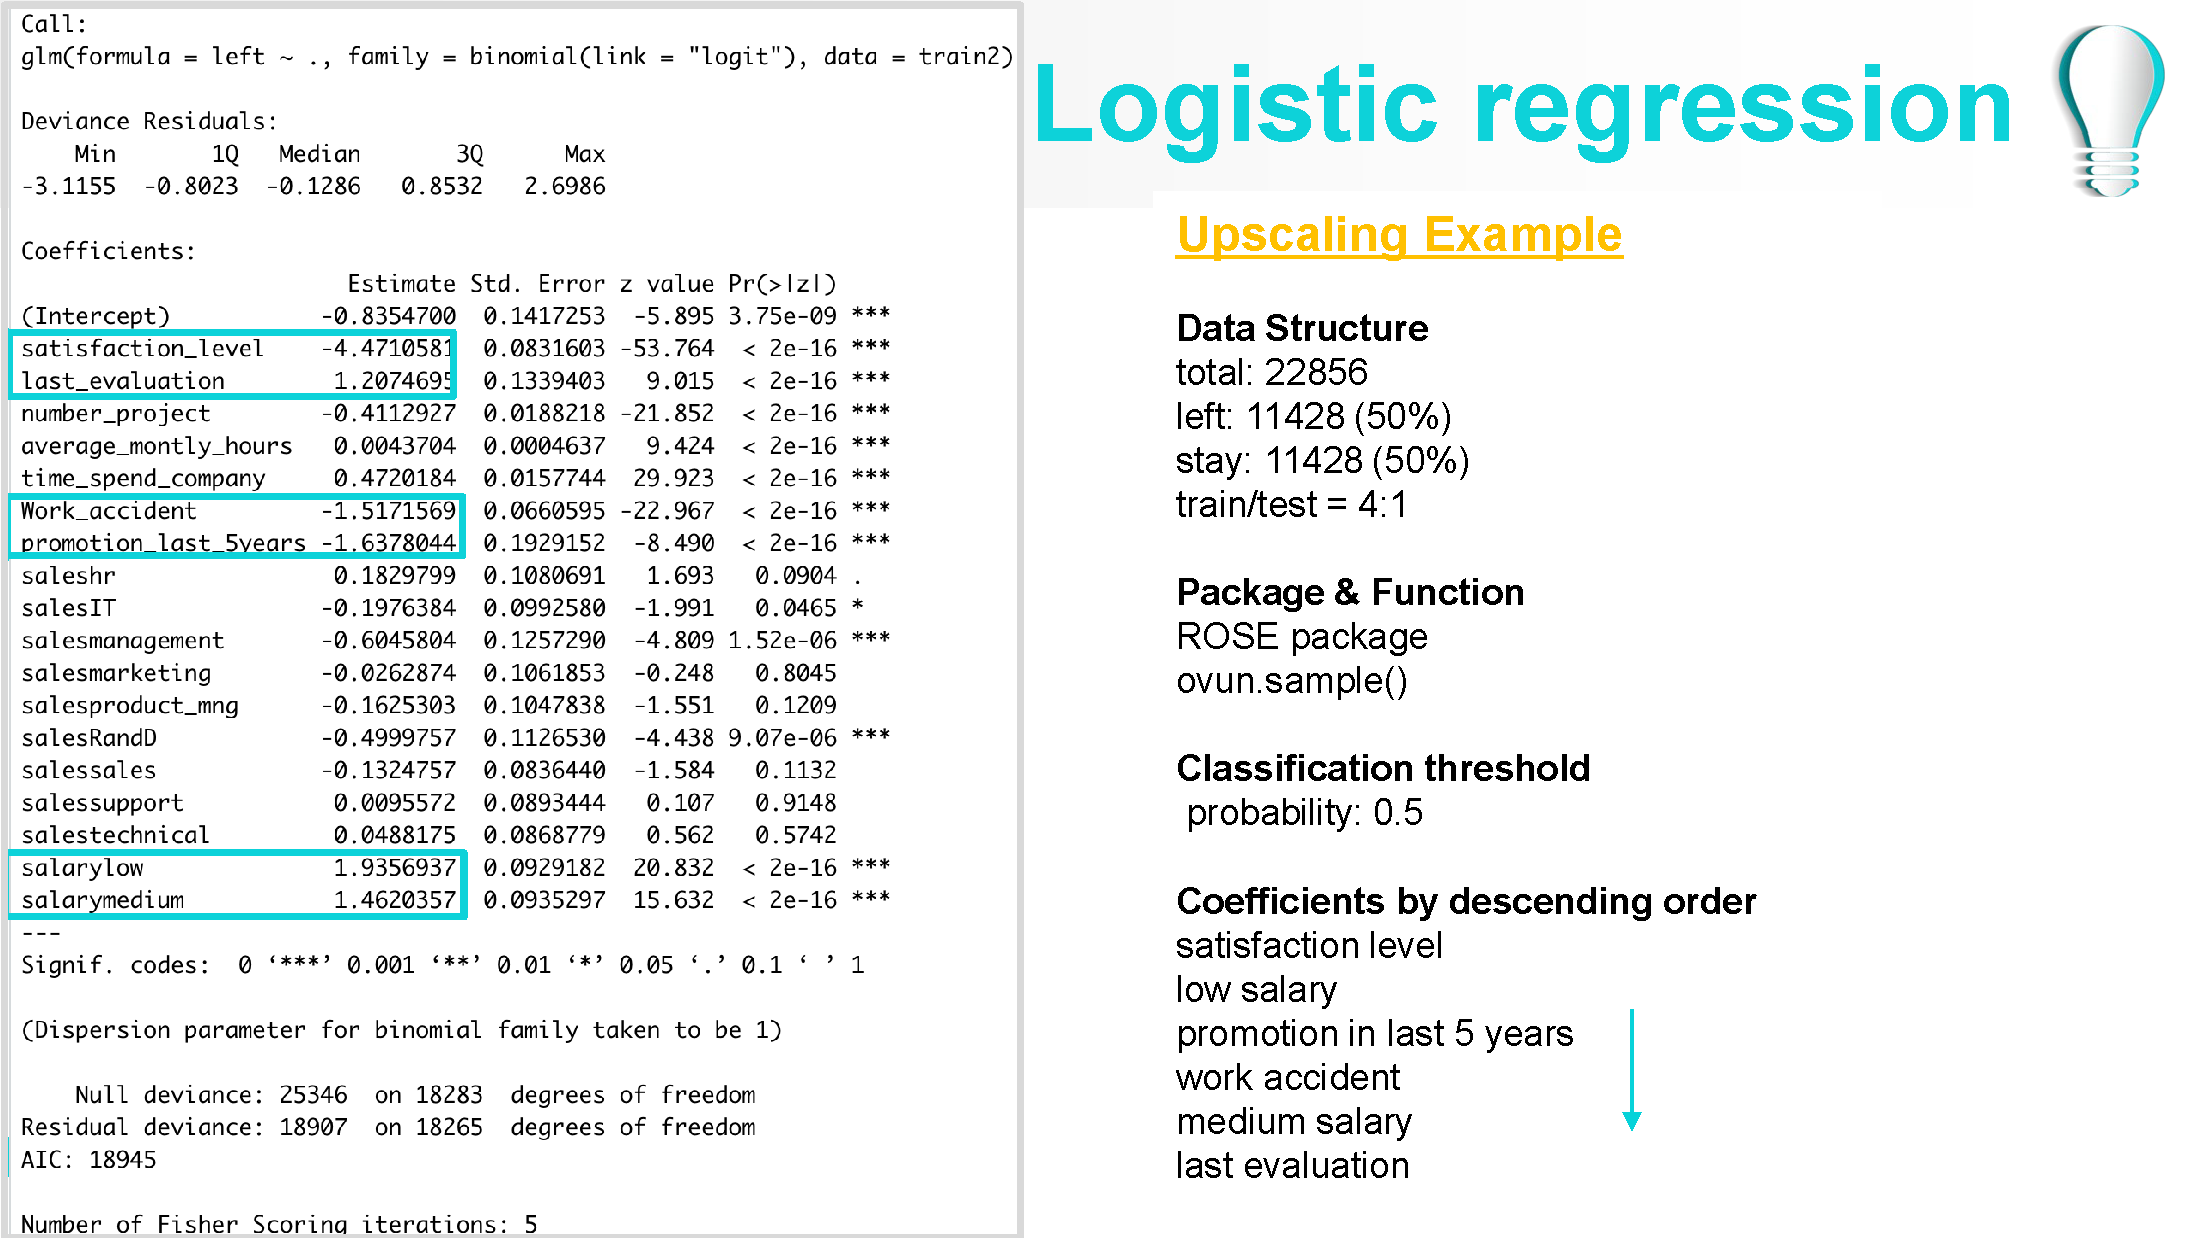 Call:
glm(formula = left ~ ., family = binomial(link = "logit"), data = train2)
Deviance Residuals:
Min 1Q Median 3Q Max
-3.1155 -0.8023 -0.1286 0.8532 2.6986
Coefficients:
Estimate Std. Error z value Pr(>|z|)
(Intercept) -0.8354700 0.1417253 -5.895 3.75e-09 ***
satisfaction_level -4.4710581 0.0831603 -53.764 < 2e-16 ***
last_evaluation 1.2074695 0.1339403 9.015 < 2e-16 ***
number_project -0.4112927 0.0188218 -21.852 < 2e-16 ***
average_montly_hours 0.0043704 0.0004637 9.424 < 2e-16 ***
time_spend_company 0.4720184 0.0157744 29.923 < 2e-16 ***
Work_accident -1.5171569 0.0660595 -22.967 < 2e-16 ***
promotion_last_5years -1.6378044 0.1929152 -8.490 < 2e-16 ***
saleshr 0.1829799 0.1080691 1.693 0.0904 .
salesIT -0.1976384 0.0992580 -1.991 0.0465 *
salesmanagement -0.6045804 0.1257290 -4.809 1.52e-06 ***
salesmarketing -0.0262874 0.1061853 -0.248 0.8045
salesproduct_mng -0.1625303 0.1047838 -1.551 0.1209
salesRandD -0.4999757 0.1126530 -4.438 9.07e-06 ***
salessales -0.1324757 0.0836440 -1.584 0.1132
salessupport 0.0095572 0.0893444 0.107 0.9148
salestechnical 0.0488175 0.0868779 0.562 0.5742
salarylow 1.9356937 0.0929182 20.832 < 2e-16 ***
salarymedium 1.4620357 0.0935297 15.632 < 2e-16 ***
---
Signif. codes: 0 ‘***’ 0.001 ‘**’ 0.01 ‘*’ 0.05 ‘.’ 0.1 ‘ ’ 1
(Dispersion parameter for binomial family taken to be 1)
Null deviance: 25346 on 18283 degrees of freedom
Residual deviance: 18907 on 18265 degrees of freedom
AIC: 18945
Number of Fisher Scoring iterations: 5
Logistic regression
Upscaling Example
Data Structure
total: 22856
left: 11428 (50%)
stay: 11428 (50%)
train/test = 4:1
Package & Function
ROSE package
ovun.sample()
Classification threshold
probability: 0.5
Coefficients by descending order
satisfaction level
low salary
promotion in last 5 years
work accident
medium salary
last evaluation